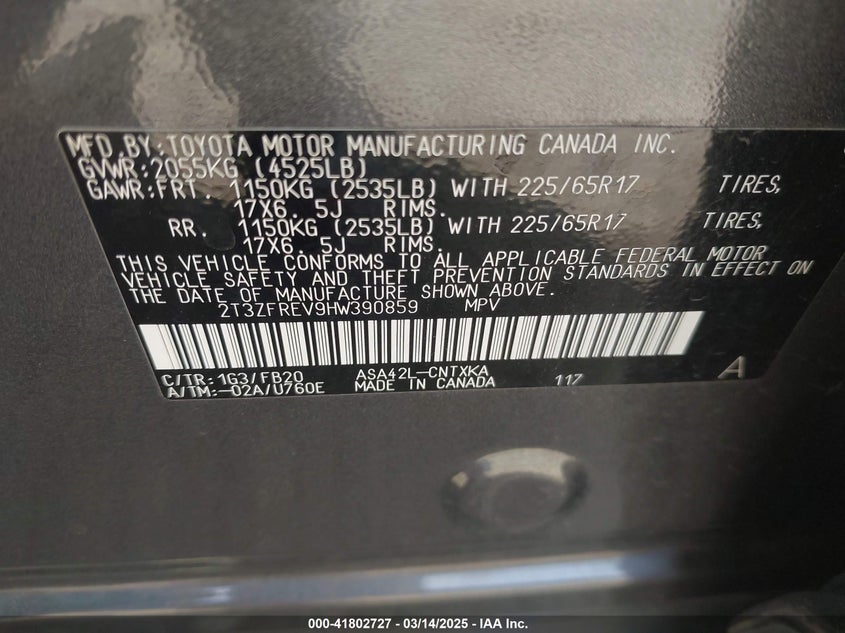 MFD. BY: TOYOTA MOTOR MANUFACTURING CANADA INC.
GVWR: 2055KG (4525LB)
GAWR: FRT. 1150KG (2535LB) WITH 225/65R17 TIRES,
17X6. 5J RIMS.
RR. 1150KG (2535LB) WITH 225/65R17 TIRES,
17X6. 5J RIMS.
THIS VEHICLE CONFORMS TO ALL APPLICABLE FEDERAL MOTOR
VEHICLE SAFETY AND THEFT PREVENTION STANDARDS IN EFFECT ON
THE DATE OF MANUFACTURE SHOWN ABOVE.
2T3ZFREV9HW390859 MPV
C/TR: 1G3/FB20 ASA42L-CNTXKA A
A/TM: -02A/U760E MADE IN CANADA 117
000-41802727 - 03/14/2025 - IAA Inc.